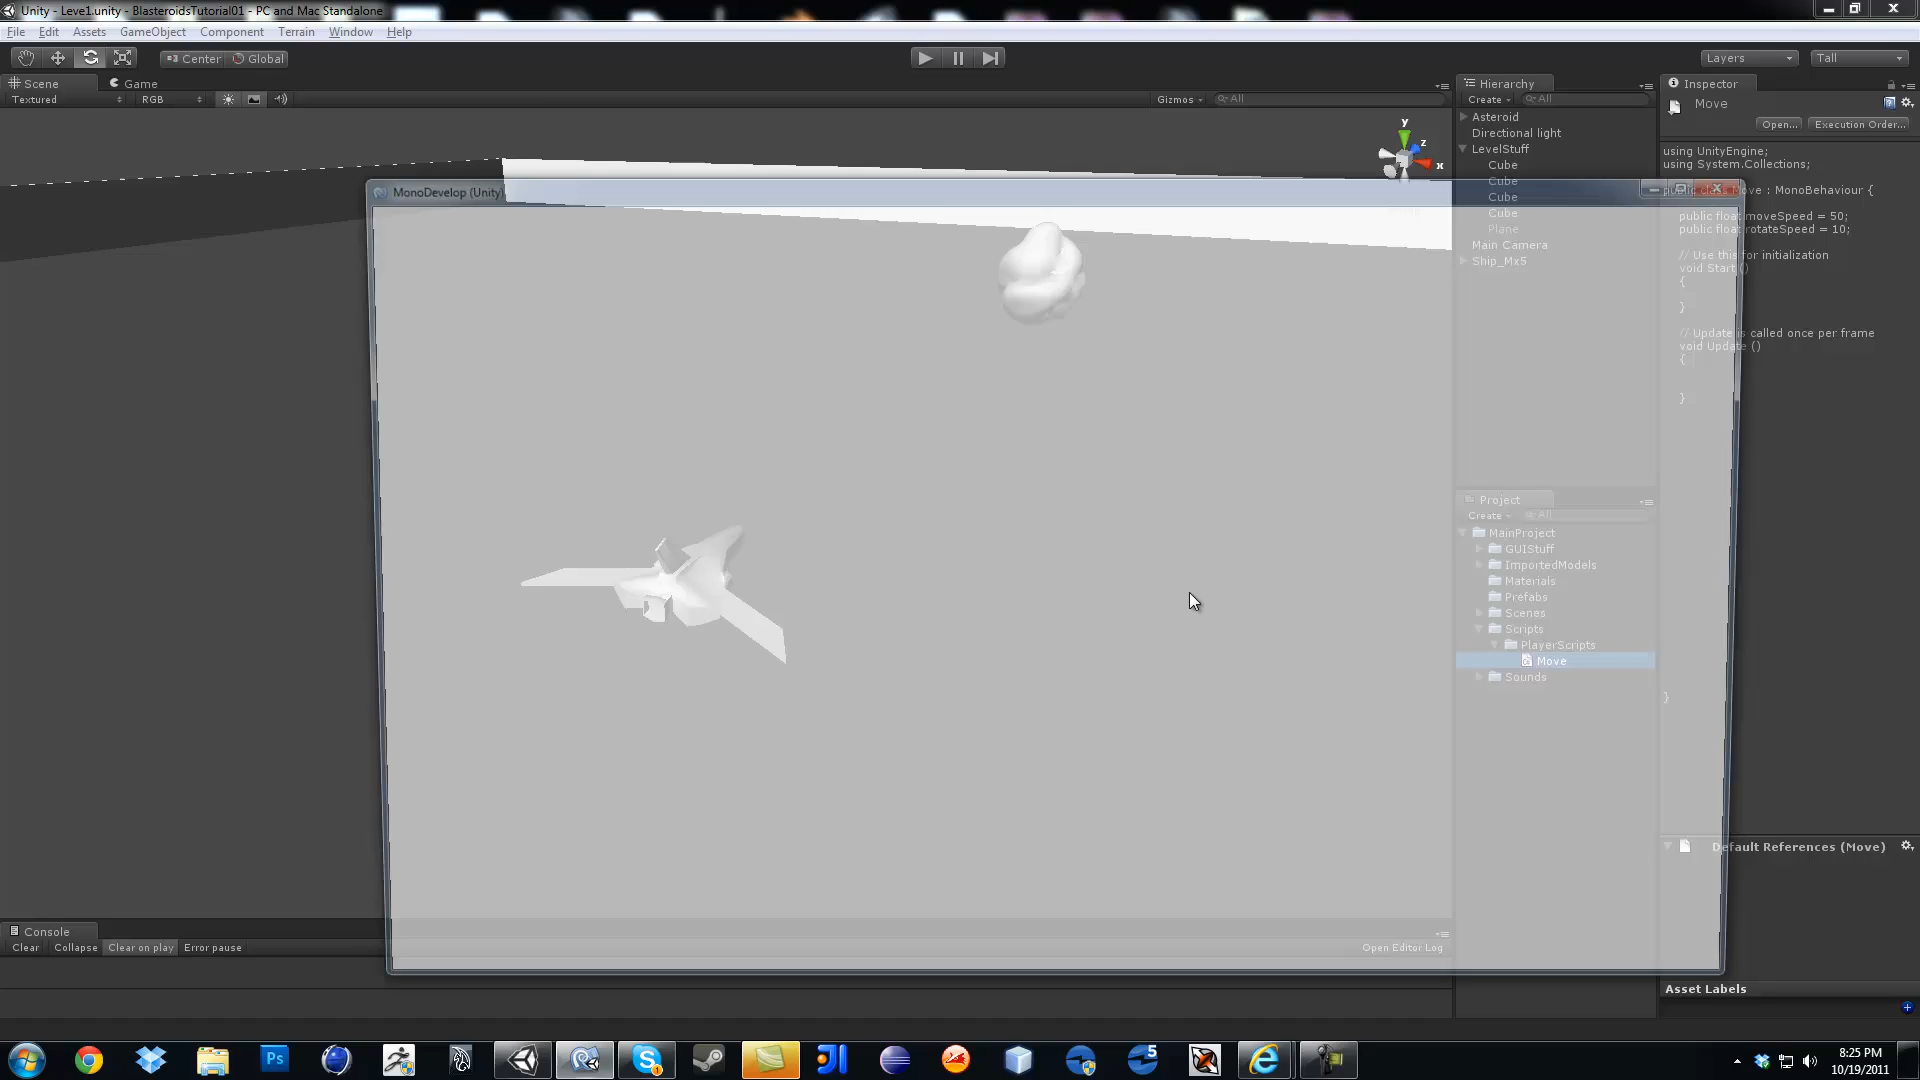 Unity - Leve1.unity - BlasteroidsTutorial01 - PC and Mac Standalone
File Edit Assets GameObject Component Terrain Window Help
Center Global
Layers
Tall
Scene
Game
Textured
RGB
Gizmos
All
Hierarchy
Create
All
Asteroid
Directional light
LevelStuff
Cube
Cube
Cube
Cube
Plane
Main Camera
Ship_Mx5
y
z
x
MonoDevelop (Unity)
Project
Create
All
MainProject
GUIStuff
ImportedModels
Materials
Prefabs
Scenes
Scripts
PlayerScripts
Move
Sounds
Inspector
Move
Open...
Execution Order...
using UnityEngine;
using System.Collections;
public class Move : MonoBehaviour {
public float moveSpeed = 50;
public float rotateSpeed = 10;
// Use this for initialization
void Start ()
{
}
// Update is called once per frame
void Update ()
{
}
}
Default References (Move)
Asset Labels
Console
Clear Collapse Clear on play Error pause
Open Editor Log
Ps
5
8:25 PM
10/19/2011